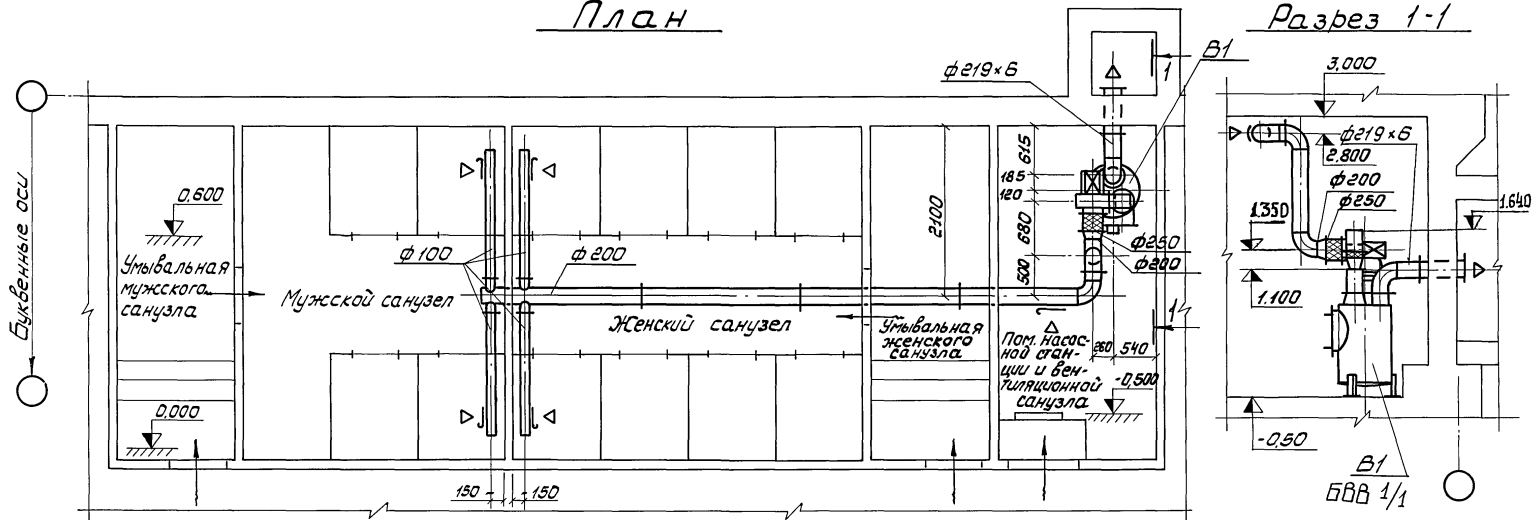 План
Разрез 1-1
В1
ф219×6
1
3,000
ф219×6
2,800
ф200
ф250
1.350
1.640
1.100
-0,50
В1
БВВ 1/1
Буквенные оси
0,600
Умывальная
мужского
санузла
0,000
Мужской санузел
ф100
ф200
Женский санузел
2100
615
185
120
680
500
ф250
ф200
1
Умывальная
женского
санузла
260
540
Пом. насос-
ной стан-
ции и вен-
тиляционной
санузла
-0,500
150
150